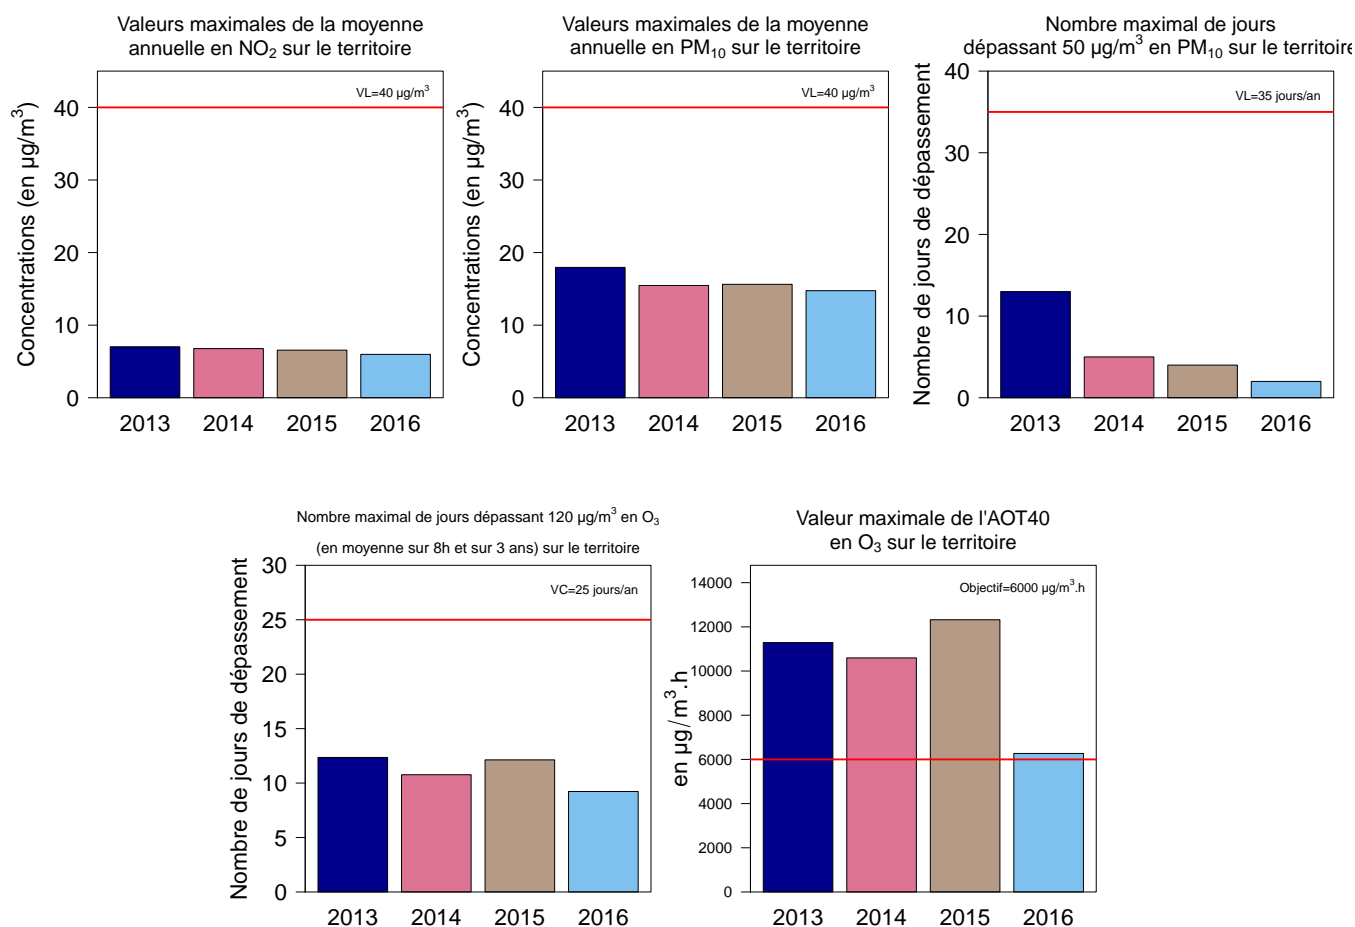 Valeurs maximales de la moyenne
annuelle en NO₂ sur le territoire
VL=40 µg/m³
Concentrations (en µg/m³)
40
30
20
10
0
2013 2014 2015 2016
Valeurs maximales de la moyenne
annuelle en PM₁₀ sur le territoire
VL=40 µg/m³
Concentrations (en µg/m³)
40
30
20
10
0
2013 2014 2015 2016
Nombre maximal de jours
dépassant 50 µg/m³ en PM₁₀ sur le territoire
VL=35 jours/an
Nombre de jours de dépassement
40
30
20
10
0
2013 2014 2015 2016
Nombre maximal de jours dépassant 120 µg/m³ en O₃
(en moyenne sur 8h et sur 3 ans) sur le territoire
VC=25 jours/an
Nombre de jours de dépassement
30
25
20
15
10
5
0
2013 2014 2015 2016
Valeur maximale de l'AOT40
en O₃ sur le territoire
Objectif=6000 µg/m³.h
en µg/m³.h
14000
12000
10000
8000
6000
4000
2000
0
2013 2014 2015 2016